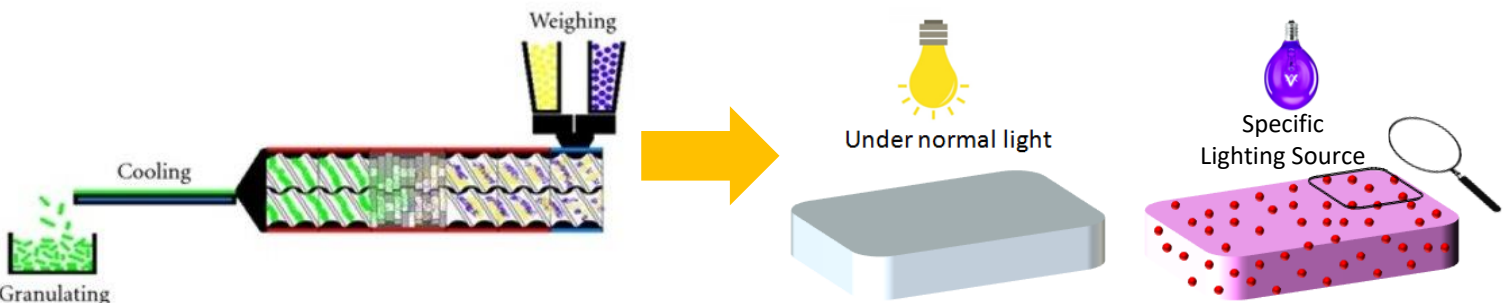 Weighing
Cooling
Granulating
Under normal light
Specific
Lighting Source